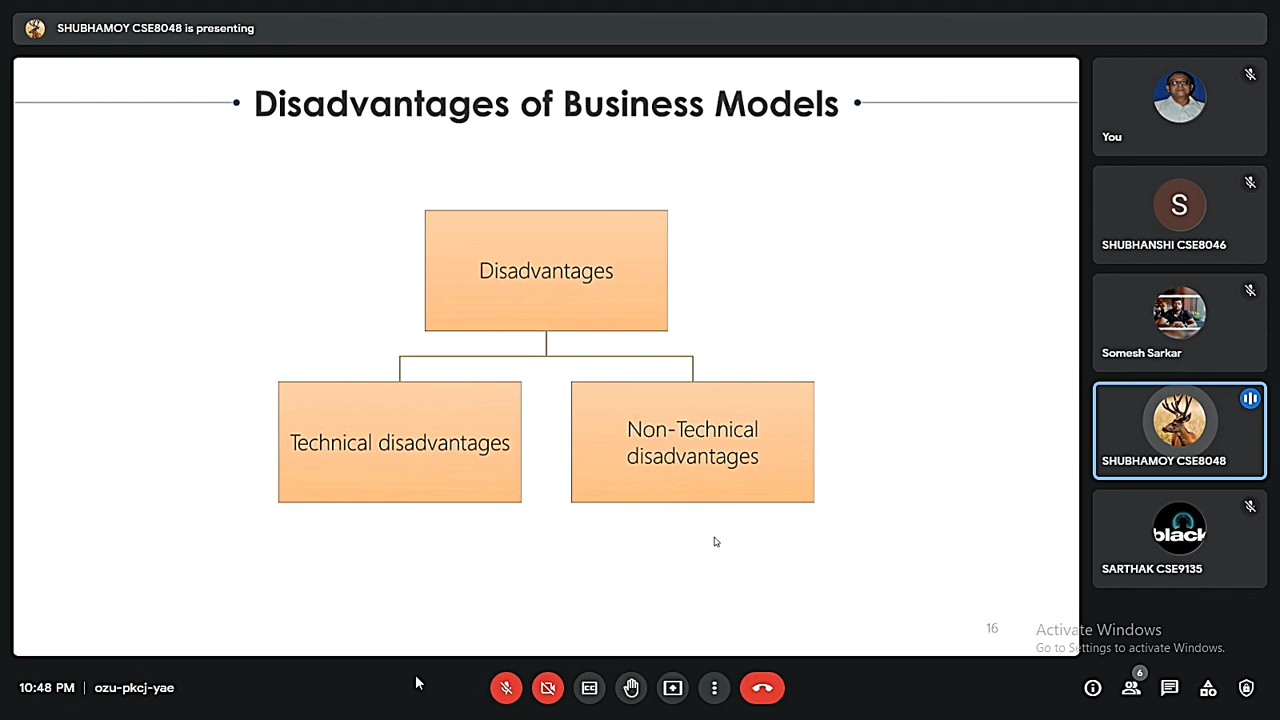 SHUBHAMOY CSE8048 is presenting
Disadvantages of Business Models
Disadvantages
Technical disadvantages
Non-Technical
disadvantages
16
You
S
SHUBHANSHI CSE8046
Somesh Sarkar
SHUBHAMOY CSE8048
black
SARTHAK CSE9135
Activate Windows
Go to Settings to activate Windows.
10:48 PM | ozu-pkcj-yae
CC
6